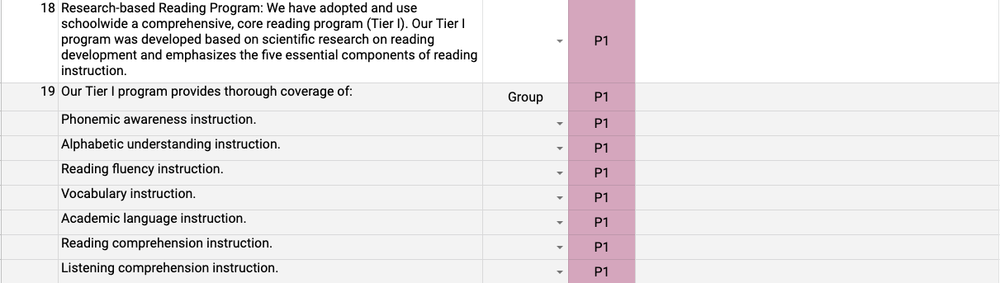 18 Research-based Reading Program: We have adopted and use
schoolwide a comprehensive, core reading program (Tier I). Our Tier I
program was developed based on scientific research on reading
development and emphasizes the five essential components of reading
instruction.
P1
19 Our Tier I program provides thorough coverage of: Group P1
Phonemic awareness instruction. P1
Alphabetic understanding instruction. P1
Reading fluency instruction. P1
Vocabulary instruction. P1
Academic language instruction. P1
Reading comprehension instruction. P1
Listening comprehension instruction. P1